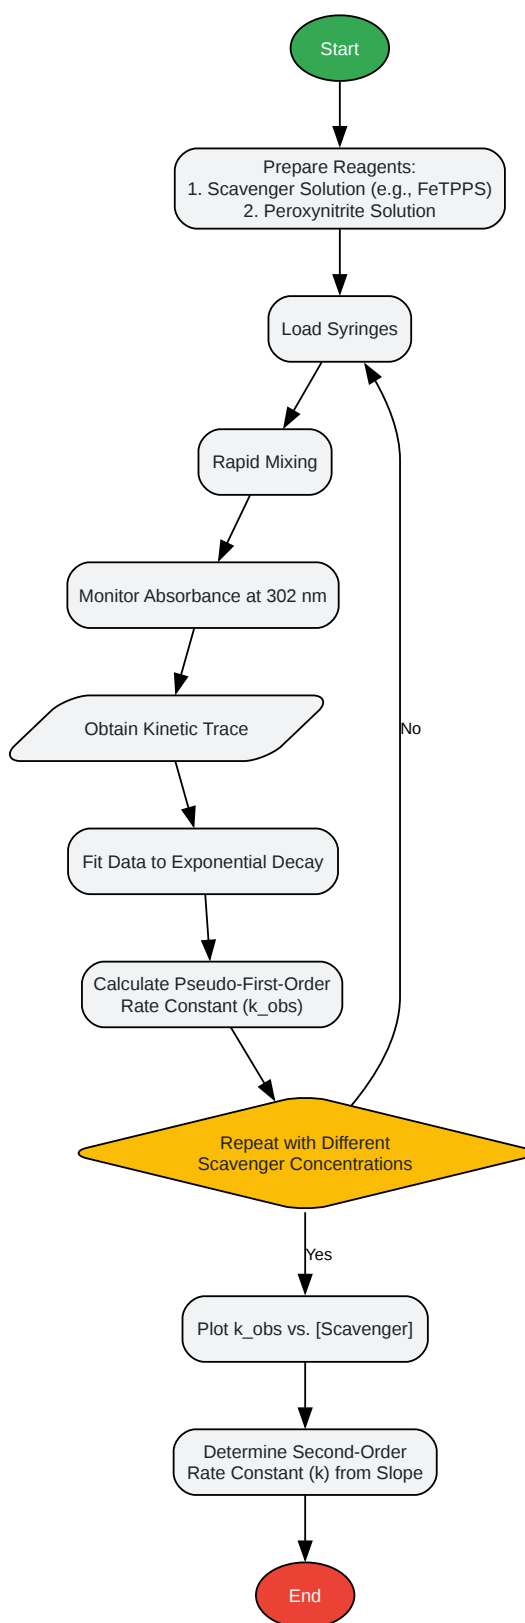 Start
Prepare Reagents:
1. Scavenger Solution (e.g., FeTPPS)
2. Peroxynitrite Solution
Load Syringes
Rapid Mixing
Monitor Absorbance at 302 nm
Obtain Kinetic Trace
No
Fit Data to Exponential Decay
Calculate Pseudo-First-Order
Rate Constant (k_obs)
Repeat with Different
Scavenger Concentrations
Yes
Plot k_obs vs. [Scavenger]
Determine Second-Order
Rate Constant (k) from Slope
End